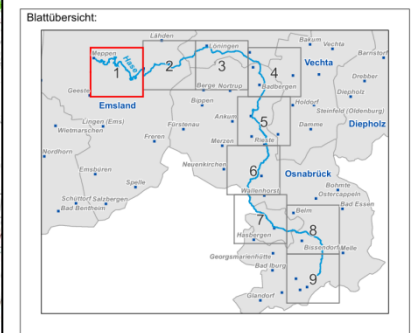 Blattübersicht:
Lähden
Löningen
Bakum Vechta
Barnstorf
Meppen
Hase
1
2
3
4
Vechta
Drebber
Geeste
Berge Nortrup
Badbergen
Diepholz
Emsland
Bippen
Holdorf
Steinfeld (Oldenburg)
Lingen (Ems)
Wietmarschen
Fürstenau
Ankum
5
Damme
Diepholz
Freren
Merzen
Rieste
Nordhorn
Neuenkirchen
Emsbüren
6
Osnabrück
Spelle
Bohmte
Schüttorf Salzbergen
Wallenhorst
Ostercappeln
Bad Bentheim
Bad Essen
7
Belm
8
Hasbergen
Bissendorf Melle
Georgsmarienhütte
Bad Iburg
9
Glandorf